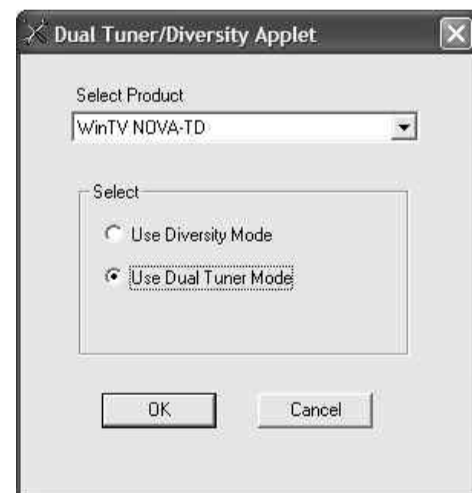 Dual Tuner/Diversity Applet
Select Product
WinTV NOVA-TD
Select
Use Diversity Mode
Use Dual Tuner Mode
OK
Cancel